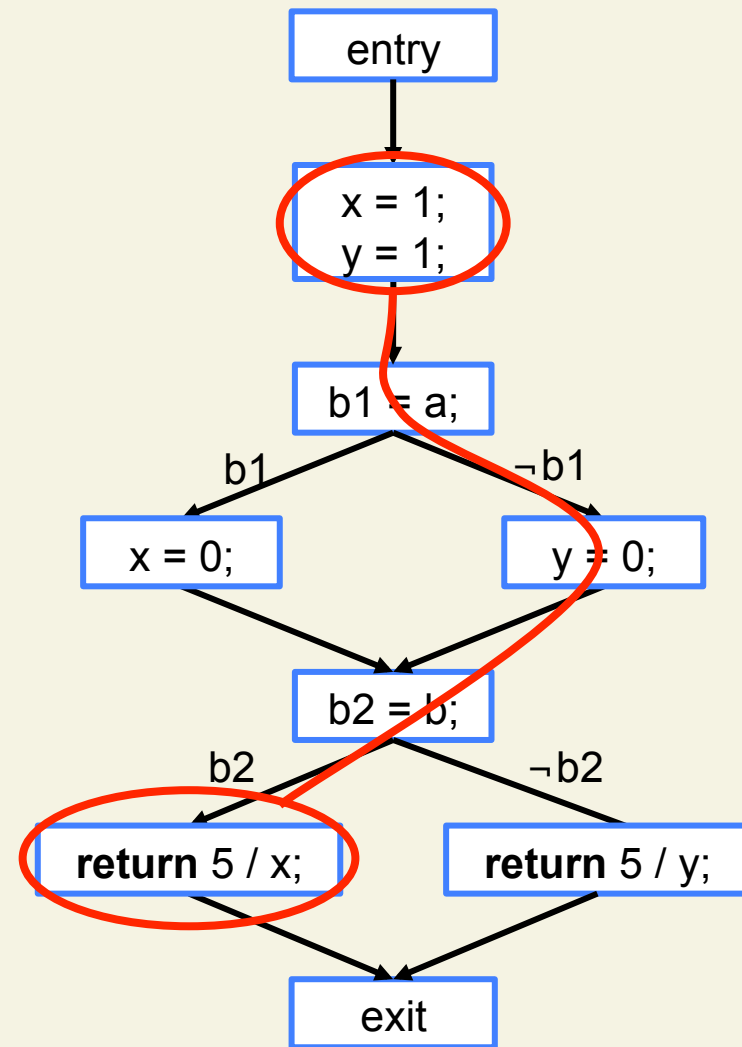 entry
x = 1;
y = 1;
b1 = a;
b1
¬b1
x = 0;
y = 0;
b2 = b;
b2
¬b2
return 5 / x;
return 5 / y;
exit